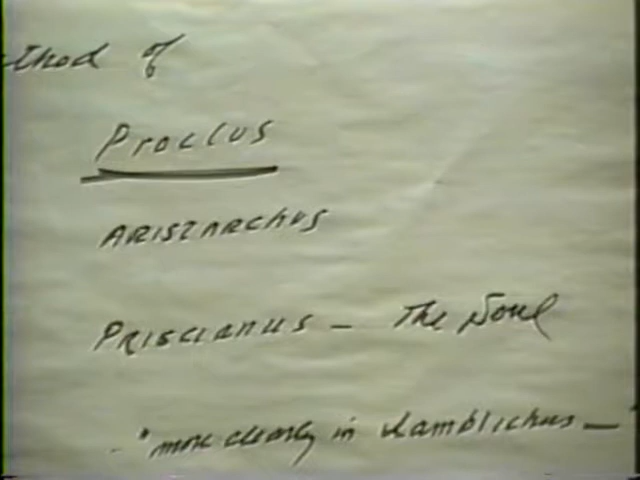 thod of
Proclus
ARISTARCHUS
PRISCIANUS — The Soul
- "more clearly in Iamblichus —"